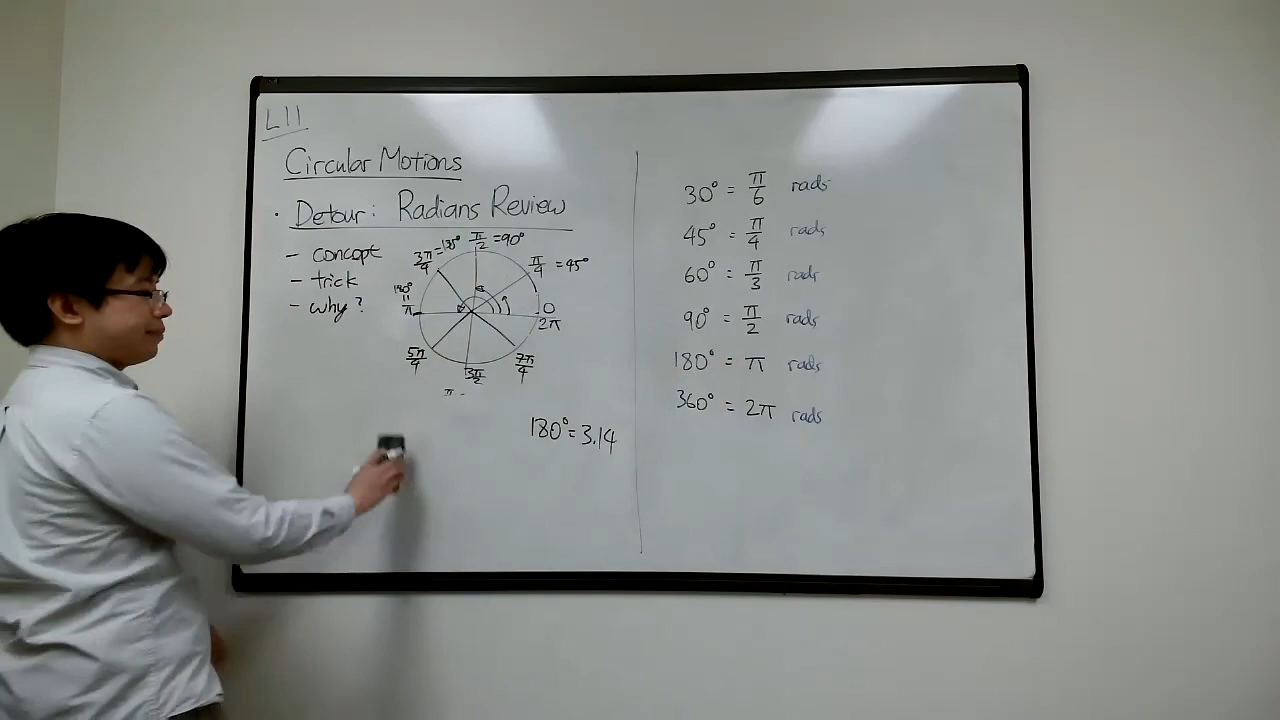 L11
Circular Motions
· Detour: Radians Review
- concept
- trick
- why?
3π/4 = 135°
π/2 = 90°
π/4 = 45°
180°
=
π
0
2π
5π/4
3π/2
7π/4
π -
180° = 3.14
30° = π/6 rads
45° = π/4 rads
60° = π/3 rads
90° = π/2 rads
180° = π rads
360° = 2π rads